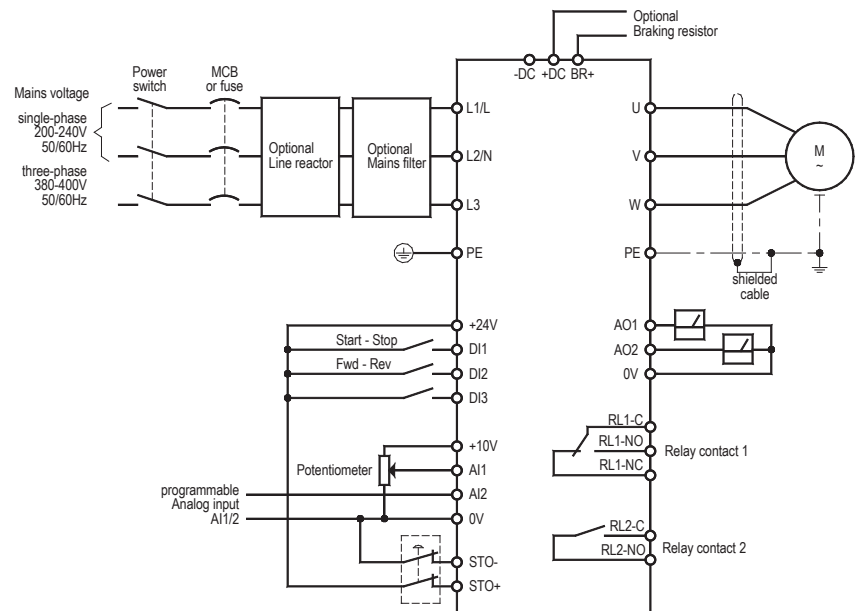 Optional
Braking resistor
-DC +DC BR+
Power
switch
MCB
or fuse
Mains voltage
single-phase
200-240V
50/60Hz
three-phase
380-400V
50/60Hz
Optional
Line reactor
Optional
Mains filter
L1/L
L2/N
L3
PE
U
V
W
PE
M
~
shielded
cable
+24V
Start - Stop
DI1
Fwd - Rev
DI2
DI3
AO1
AO2
0V
+10V
Potentiometer
AI1
programmable
Analog input
AI1/2
AI2
0V
STO-
STO+
RL1-C
RL1-NO
RL1-NC
Relay contact 1
RL2-C
RL2-NO
Relay contact 2